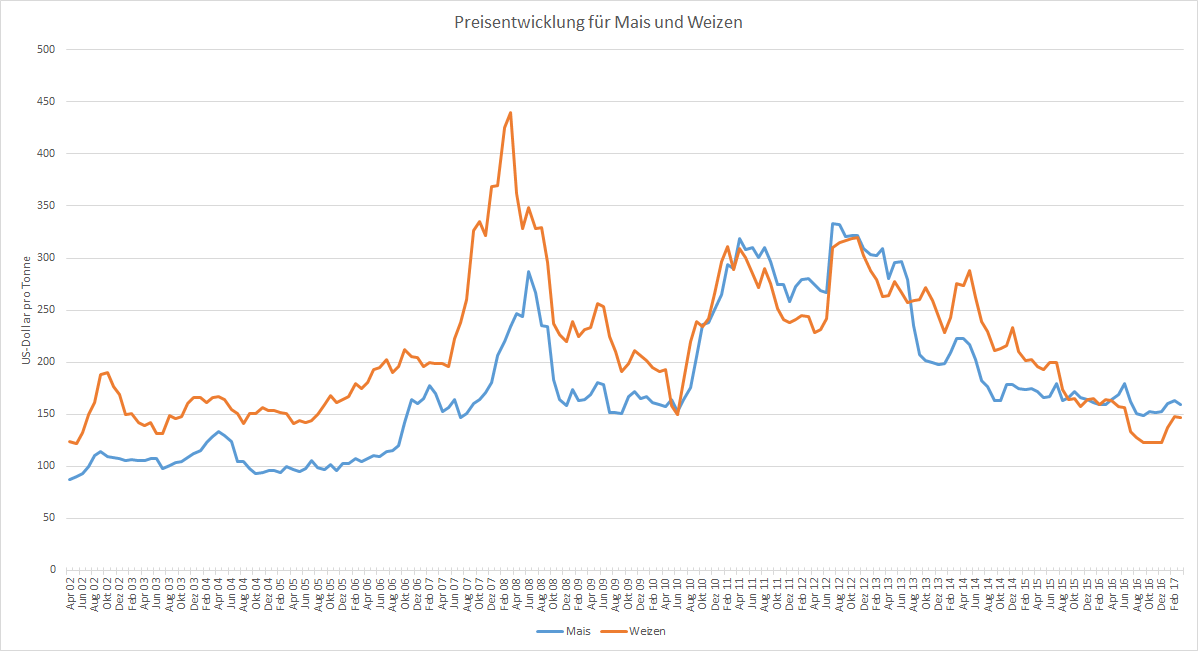 Preisentwicklung für Mais und Weizen
US-Dollar pro Tonne
500
450
400
350
300
250
200
150
100
50
0
Apr 02
Jun 02
Aug 02
Okt 02
Dez 02
Feb 03
Apr 03
Jun 03
Aug 03
Okt 03
Dez 03
Feb 04
Apr 04
Jun 04
Aug 04
Okt 04
Dez 04
Feb 05
Apr 05
Jun 05
Aug 05
Okt 05
Dez 05
Feb 06
Apr 06
Jun 06
Aug 06
Okt 06
Dez 06
Feb 07
Apr 07
Jun 07
Aug 07
Okt 07
Dez 07
Feb 08
Apr 08
Jun 08
Aug 08
Okt 08
Dez 08
Feb 09
Apr 09
Jun 09
Aug 09
Okt 09
Dez 09
Feb 10
Apr 10
Jun 10
Aug 10
Okt 10
Dez 10
Feb 11
Apr 11
Jun 11
Aug 11
Okt 11
Dez 11
Feb 12
Apr 12
Jun 12
Aug 12
Okt 12
Dez 12
Feb 13
Apr 13
Jun 13
Aug 13
Okt 13
Dez 13
Feb 14
Apr 14
Jun 14
Aug 14
Okt 14
Dez 14
Feb 15
Apr 15
Jun 15
Aug 15
Okt 15
Dez 15
Feb 16
Apr 16
Jun 16
Aug 16
Okt 16
Dez 16
Feb 17
Mais
Weizen